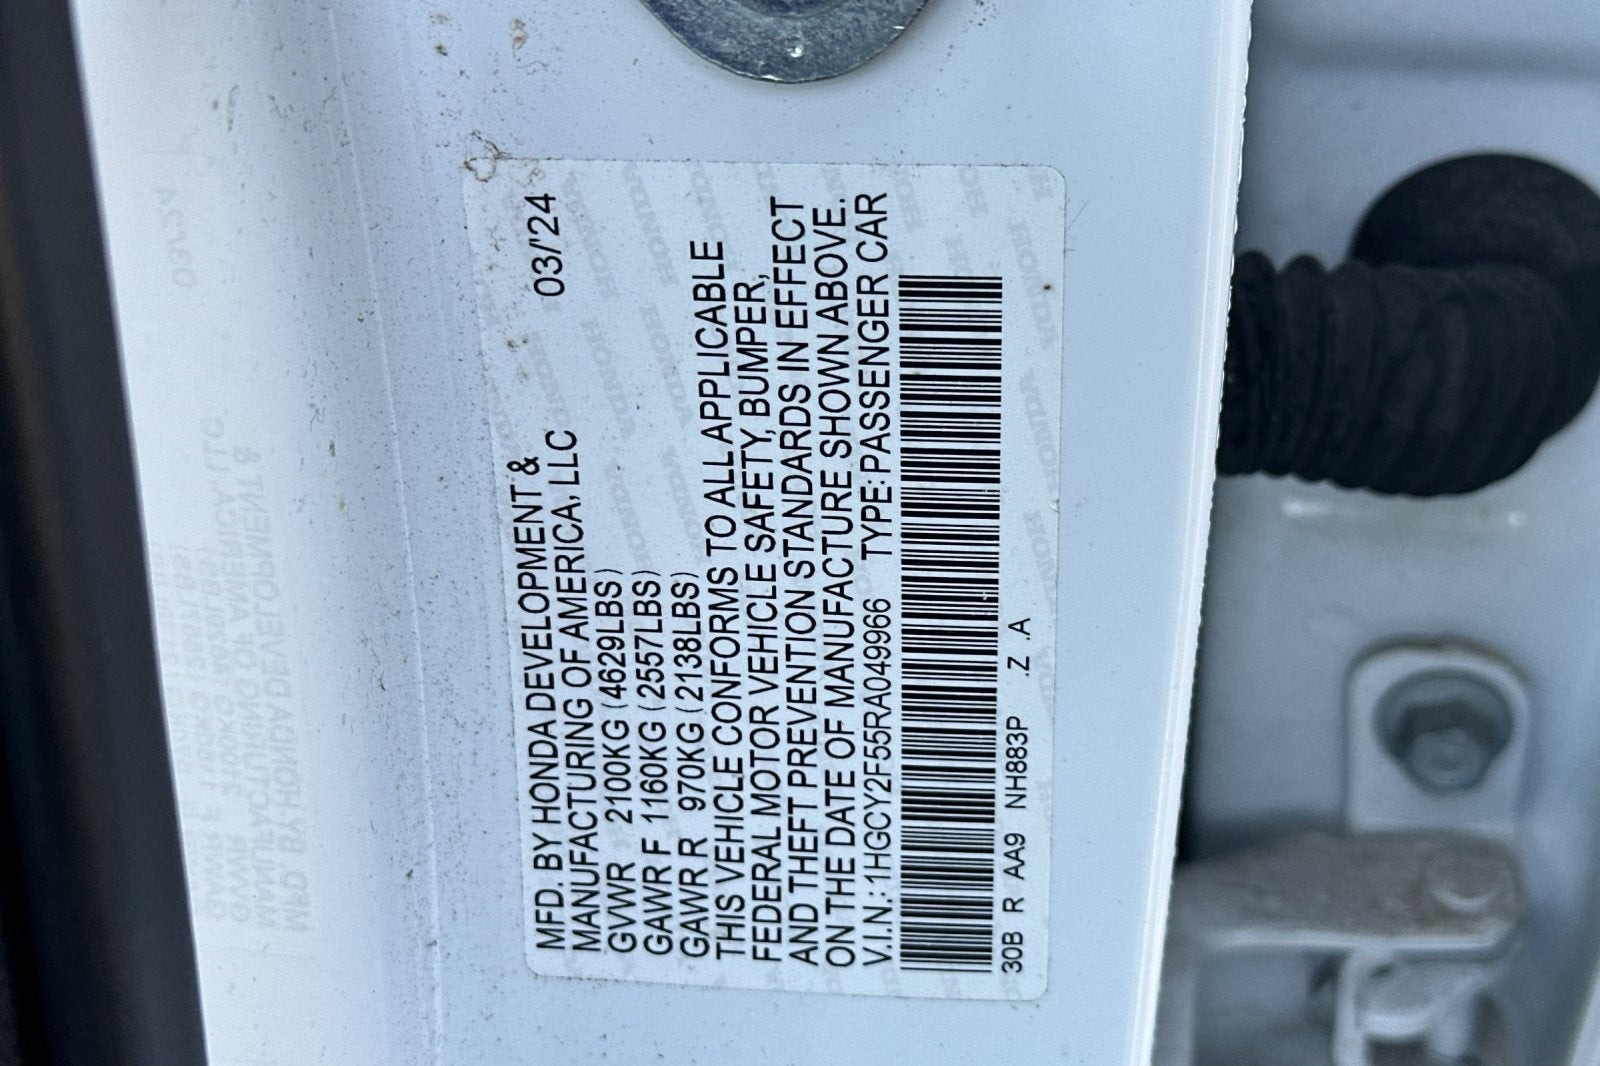 MFD. BY HONDA DEVELOPMENT &
MANUFACTURING OF AMERICA, LLC 03/'24
GVWR 2100KG (4629LBS)
GAWR F 1160KG (2557LBS)
GAWR R 970KG (2138LBS)
THIS VEHICLE CONFORMS TO ALL APPLICABLE
FEDERAL MOTOR VEHICLE SAFETY, BUMPER,
AND THEFT PREVENTION STANDARDS IN EFFECT
ON THE DATE OF MANUFACTURE SHOWN ABOVE.
V.I.N.: 1HGCY2F55RA049966 TYPE: PASSENGER CAR
30B R AA9 NH883P .Z .A